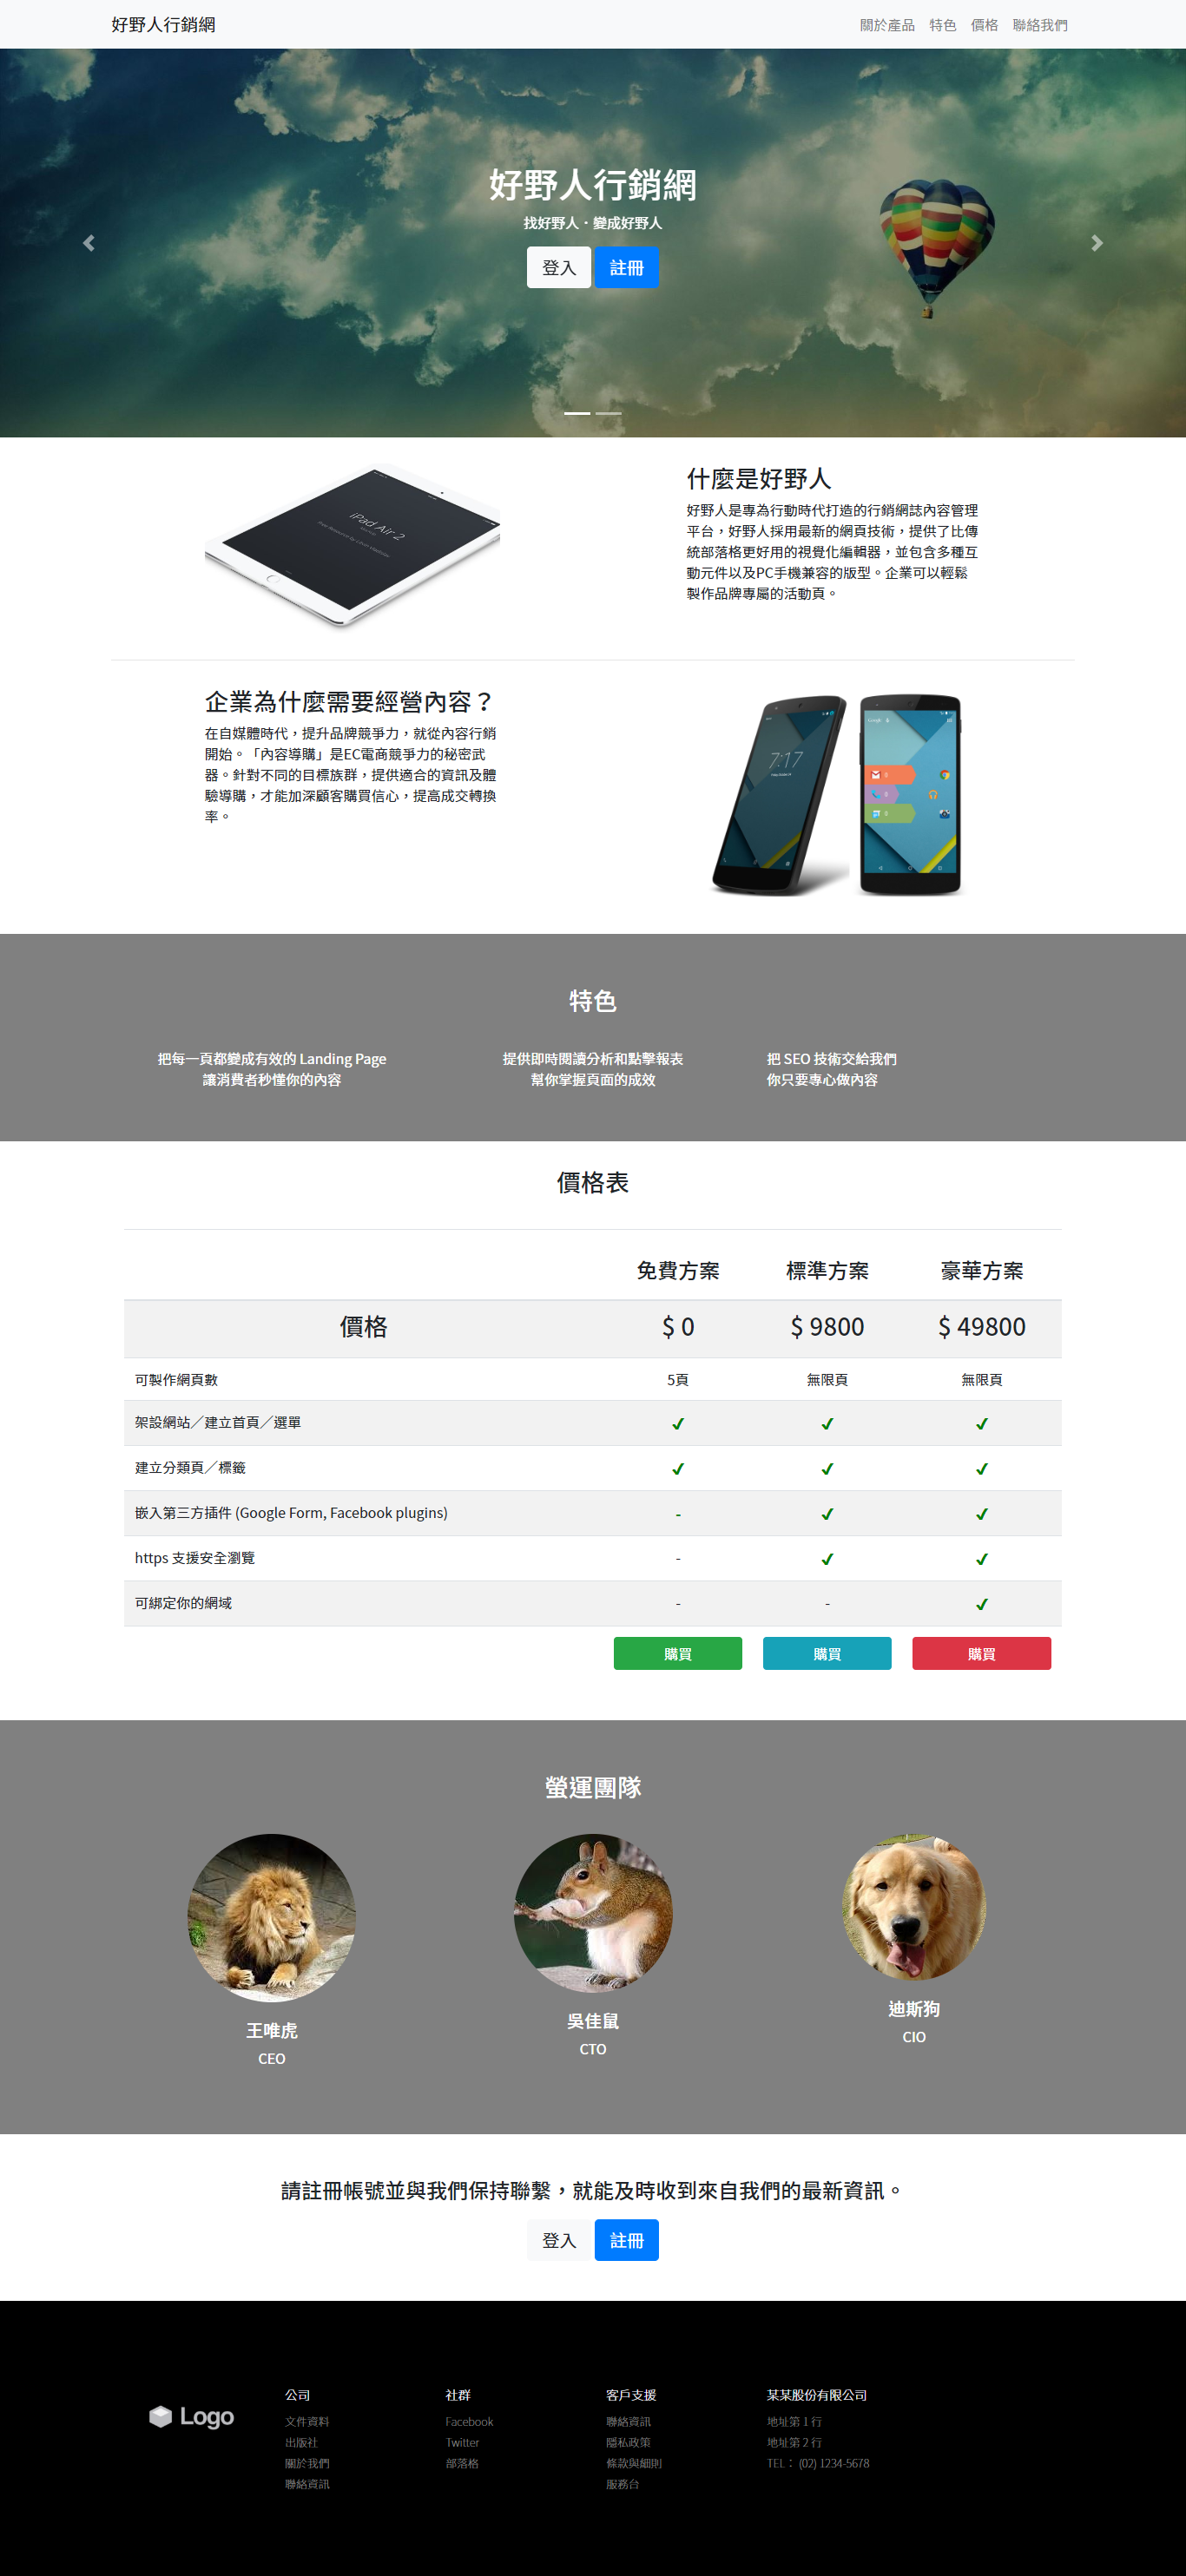 好野人行銷網
關於產品 特色 價格 聯絡我們
好野人行銷網
找好野人．變成好野人
登入 註冊
iPad Air 2
什麼是好野人
好野人是專為行動時代打造的行銷網誌內容管理
平台，好野人採用最新的網頁技術，提供了比傳
統部落格更好用的視覺化編輯器，並包含多種互
動元件以及PC手機兼容的版型。企業可以輕鬆
製作品牌專屬的活動頁。
企業為什麼需要經營內容？
在自媒體時代，提升品牌競爭力，就從內容行銷
開始。「內容導購」是EC電商競爭力的秘密武
器。針對不同的目標族群，提供適合的資訊及體
驗導購，才能加深顧客購買信心，提高成交轉換
率。
7:17
特色
把每一頁都變成有效的 Landing Page
讓消費者秒懂你的內容
提供即時閱讀分析和點擊報表
幫你掌握頁面的成效
把 SEO 技術交給我們
你只要專心做內容
價格表
免費方案 標準方案 豪華方案
價格 $ 0 $ 9800 $ 49800
可製作網頁數 5頁 無限頁 無限頁
架設網站／建立首頁／選單 ✔ ✔ ✔
建立分類頁／標籤 ✔ ✔ ✔
嵌入第三方插件 (Google Form, Facebook plugins) - ✔ ✔
https 支援安全瀏覽 - ✔ ✔
可綁定你的網域 - - ✔
購買 購買 購買
螢運團隊
王唯虎
CEO
吳佳鼠
CTO
迪斯狗
CIO
請註冊帳號並與我們保持聯繫，就能及時收到來自我們的最新資訊。
登入 註冊
Logo
公司
文件資料
出版社
關於我們
聯絡資訊
社群
Facebook
Twitter
部落格
客戶支援
聯絡資訊
隱私政策
條款與細則
服務台
某某股份有限公司
地址第 1 行
地址第 2 行
TEL： (02) 1234-5678